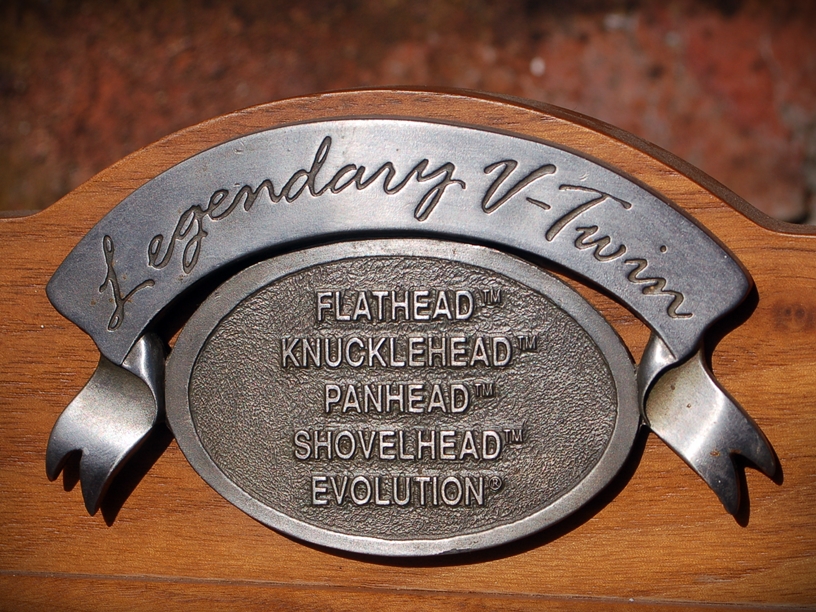 Legendary V-Twin
FLATHEAD™
KNUCKLEHEAD™
PANHEAD™
SHOVELHEAD™
EVOLUTION®